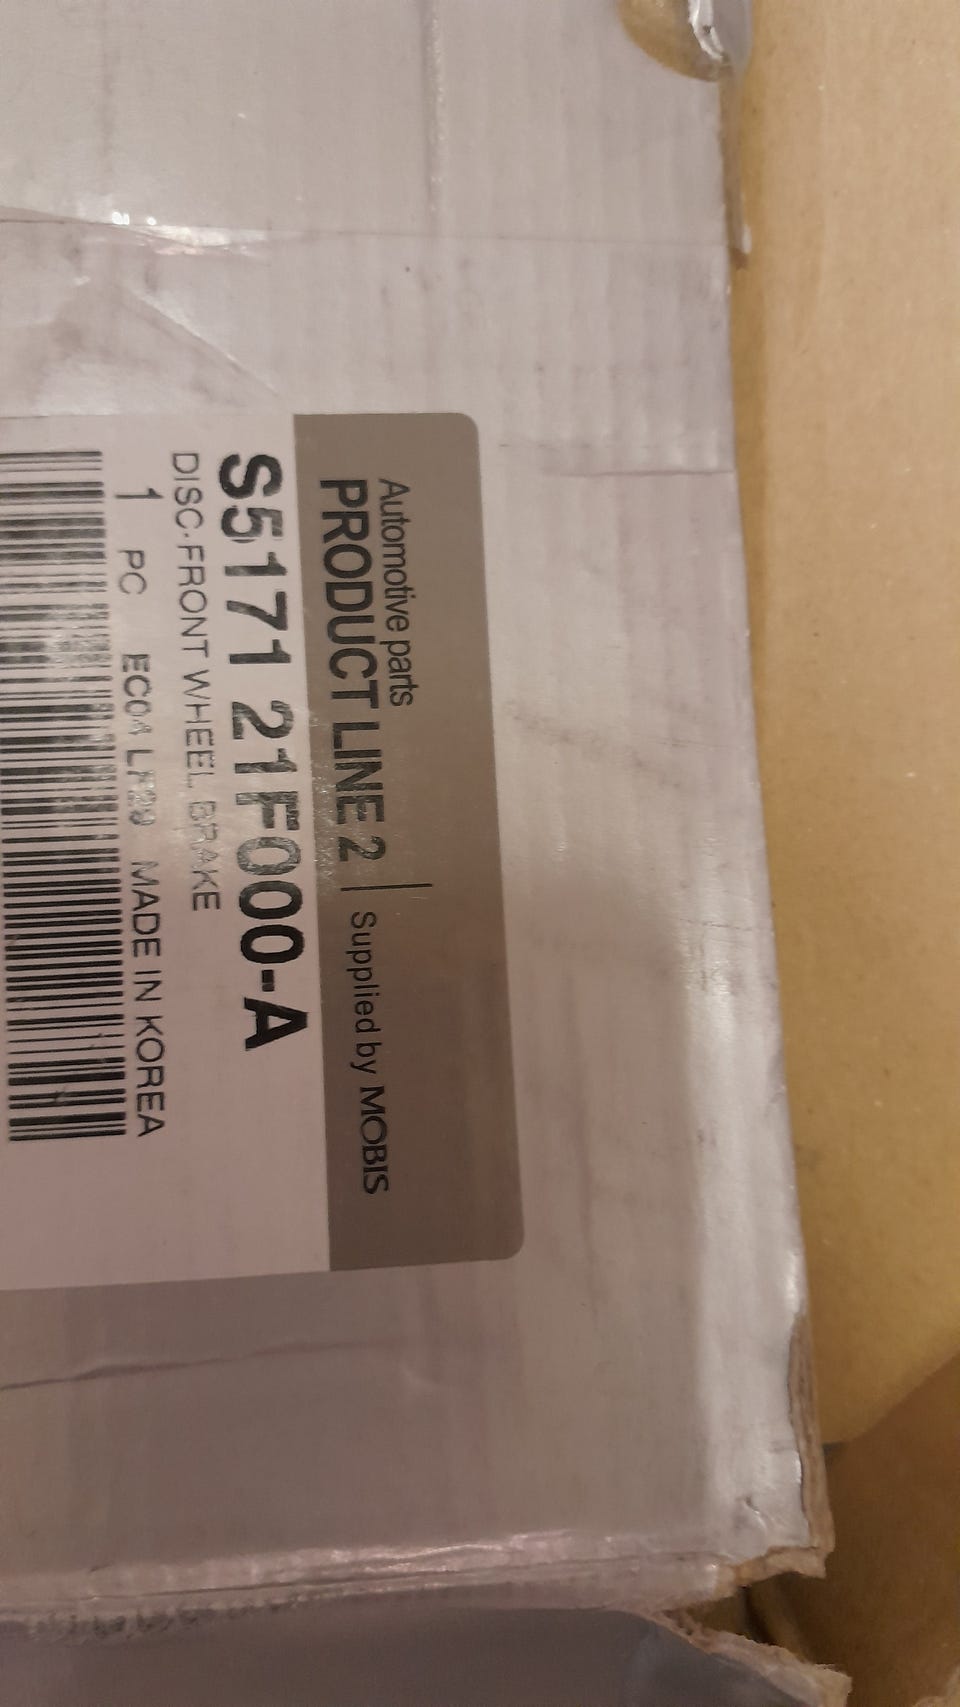 Automotive parts
PRODUCT LINE 2 | Supplied by MOBIS
S5171 21F000-A
DISC-FRONT WHEEL BRAKE
1 PC EC04 MADE IN KOREA